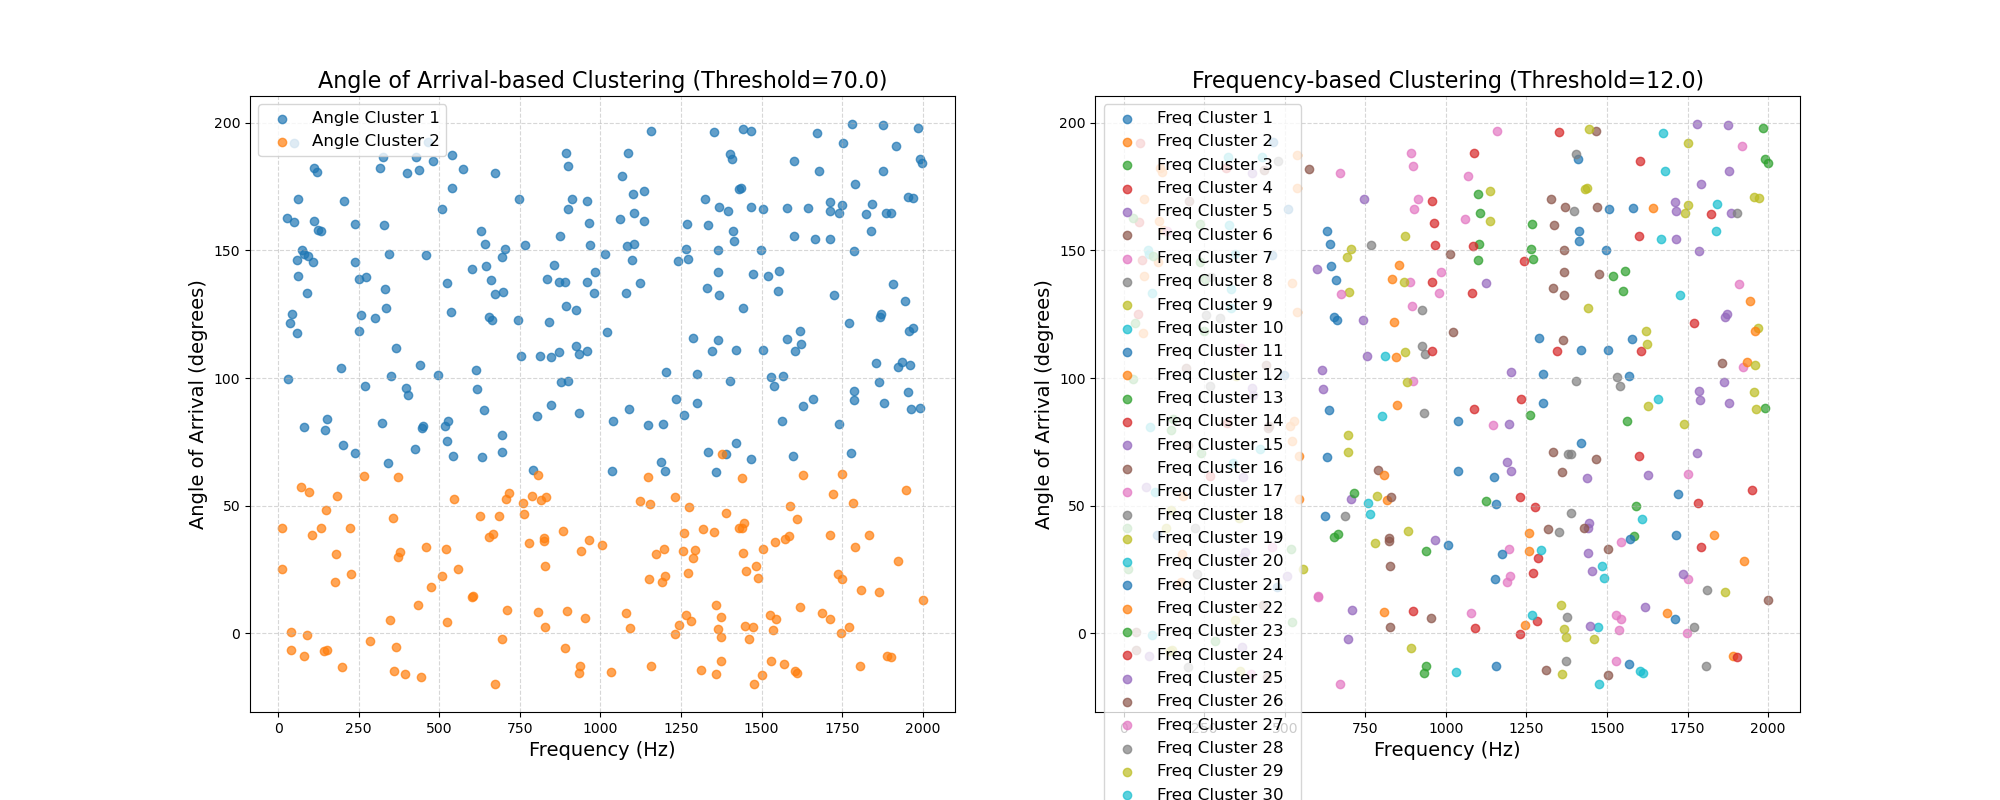 Angle of Arrival-based Clustering (Threshold=70.0)
Angle Cluster 1
Angle Cluster 2
200
150
100
50
0
Angle of Arrival (degrees)
0 250 500 750 1000 1250 1500 1750 2000
Frequency (Hz)
Frequency-based Clustering (Threshold=12.0)
Freq Cluster 1
Freq Cluster 2
Freq Cluster 3
Freq Cluster 4
Freq Cluster 5
Freq Cluster 6
Freq Cluster 7
Freq Cluster 8
Freq Cluster 9
Freq Cluster 10
Freq Cluster 11
Freq Cluster 12
Freq Cluster 13
Freq Cluster 14
Freq Cluster 15
Freq Cluster 16
Freq Cluster 17
Freq Cluster 18
Freq Cluster 19
Freq Cluster 20
Freq Cluster 21
Freq Cluster 22
Freq Cluster 23
Freq Cluster 24
Freq Cluster 25
Freq Cluster 26
Freq Cluster 27
Freq Cluster 28
Freq Cluster 29
Freq Cluster 30
200
150
100
50
0
Angle of Arrival (degrees)
0 250 500 750 1000 1250 1500 1750 2000
Frequency (Hz)